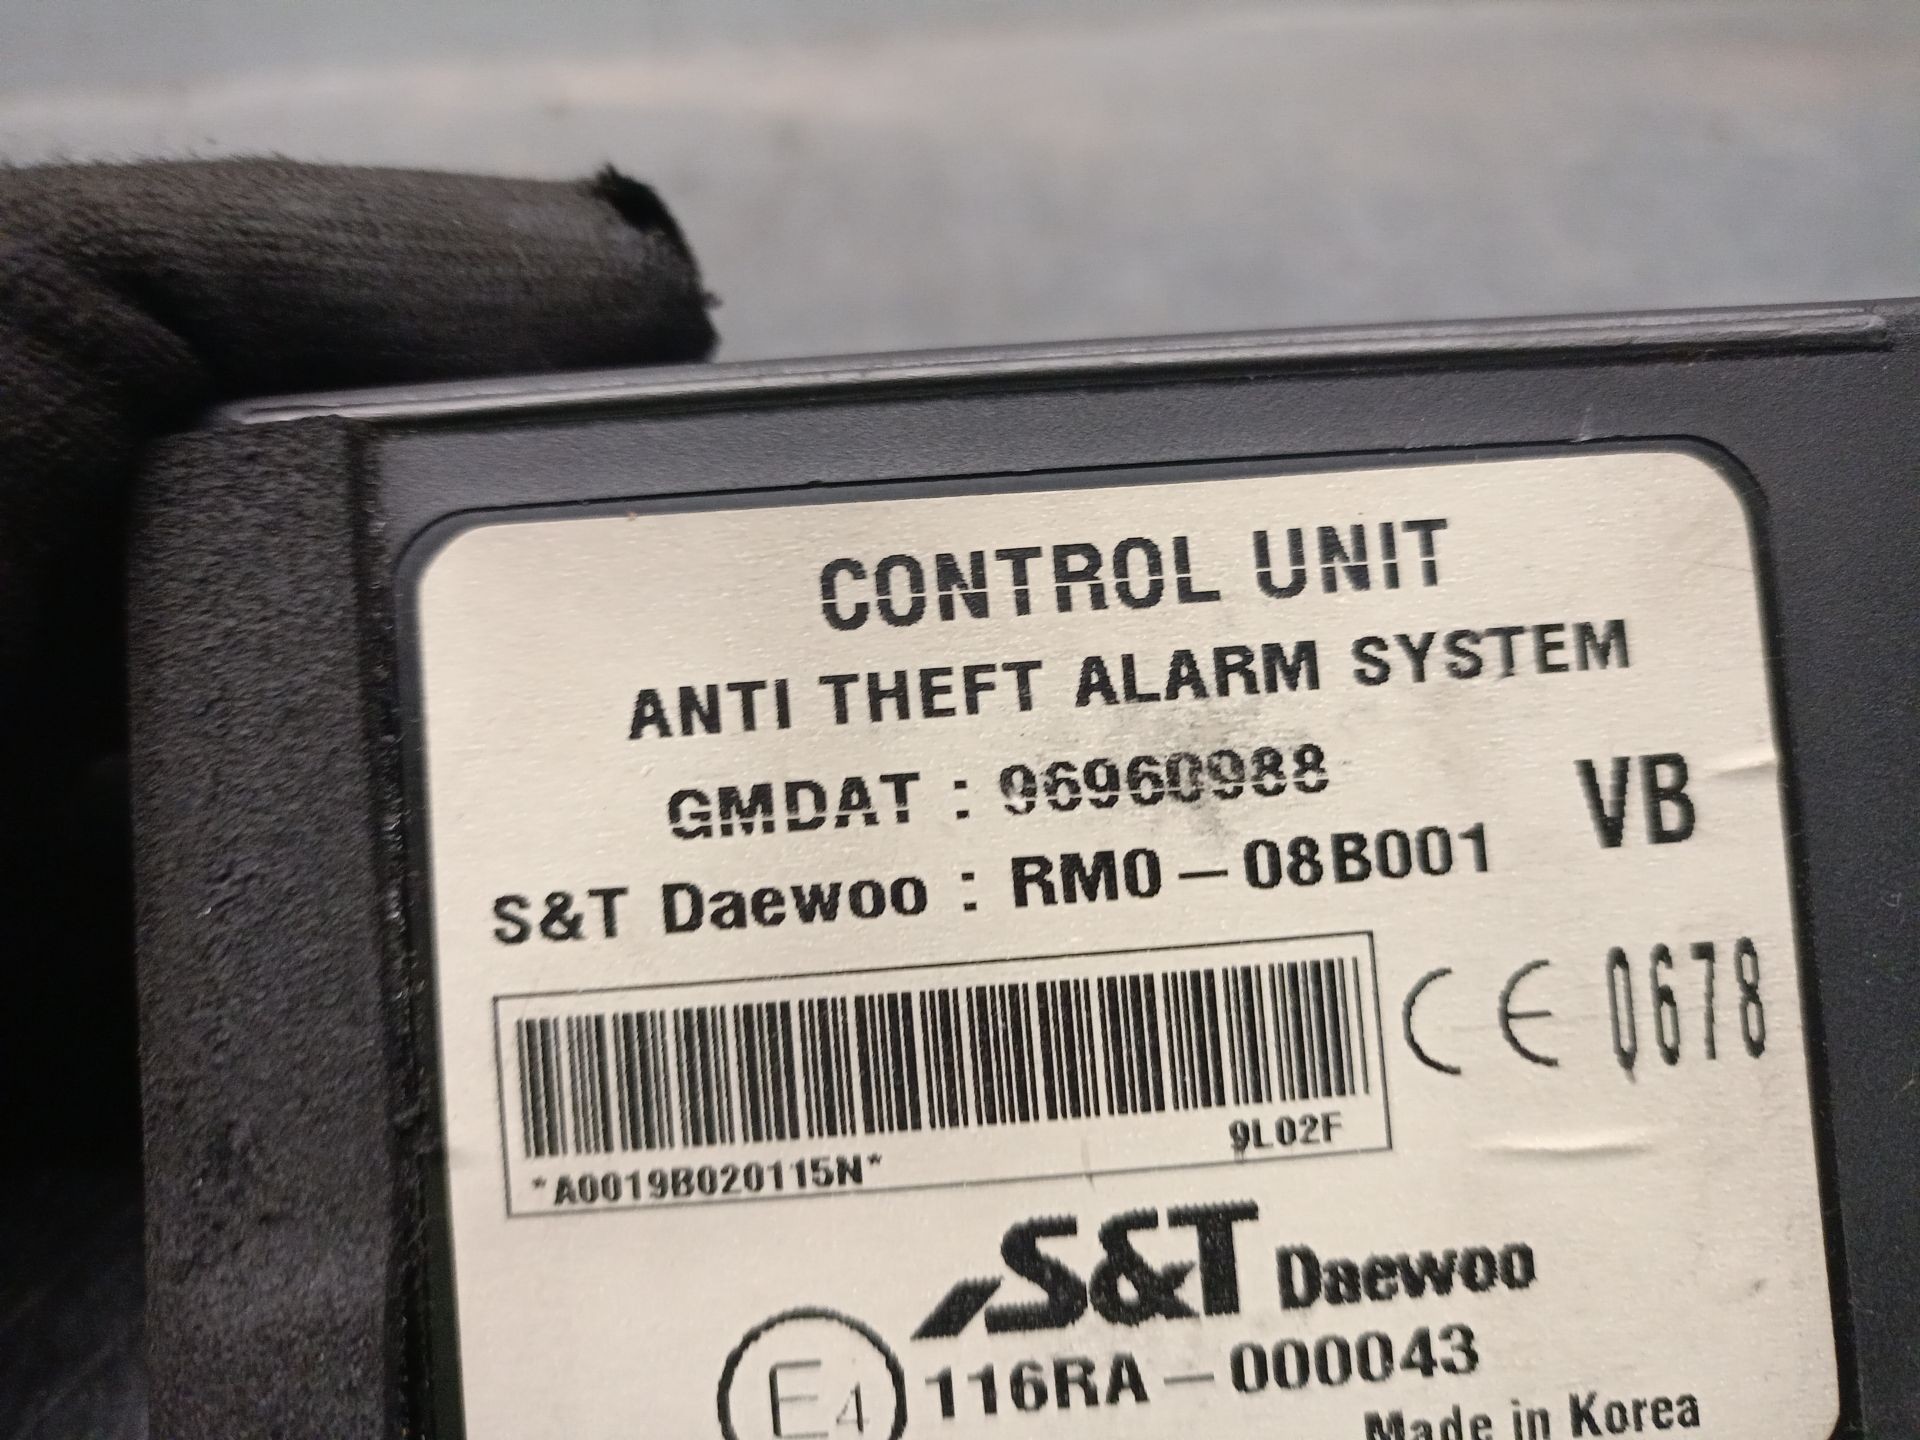 CONTROL UNIT
ANTI THEFT ALARM SYSTEM
GMDAT : 96960988
VB
S&T Daewoo : RM0-08B001
CE 0678
*A0019B020115N*
9L02F
S&T Daewoo
E4 116RA-000043
Made in Korea